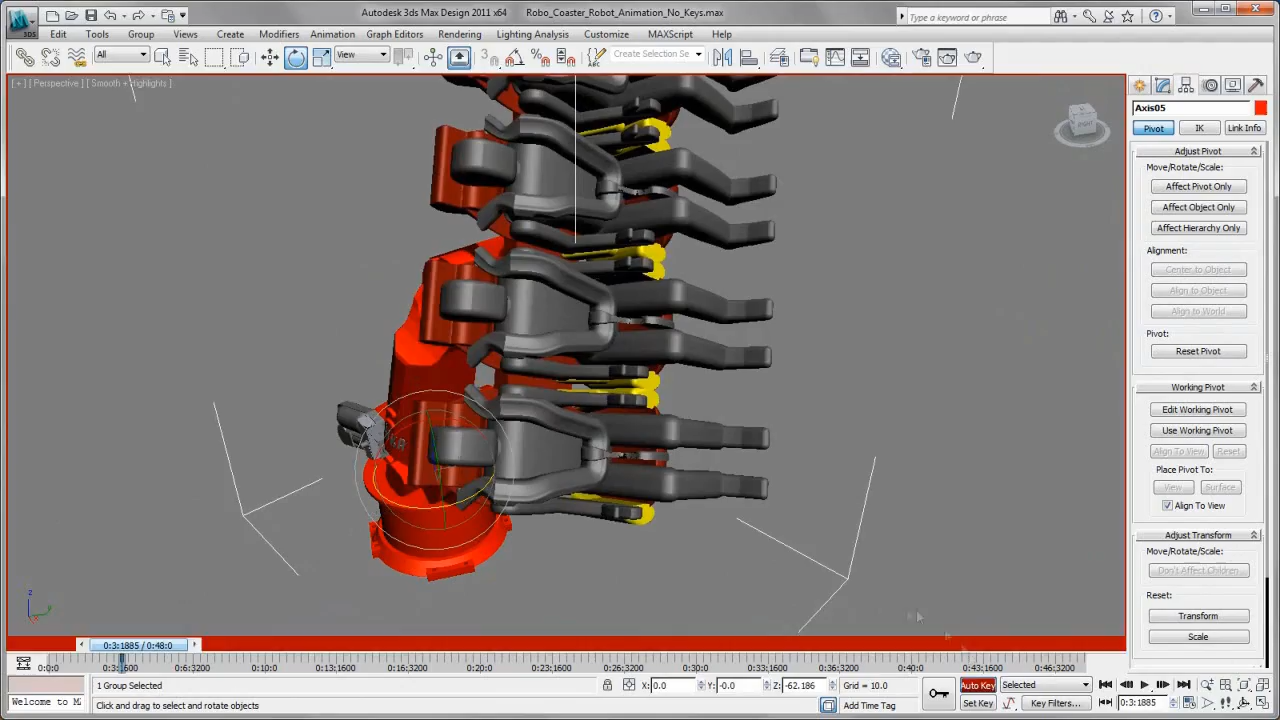 Autodesk 3ds Max Design 2011 x64 Robo_Coaster_Robot_Animation_No_Keys.max
Type a keyword or phrase
Edit Tools Group Views Create Modifiers Animation Graph Editors Rendering Lighting Analysis Customize MAXScript Help
All View Create Selection Se
[ + ] [ Perspective ] [ Smooth + Highlights ]
Axis05
Pivot IK Link Info
Adjust Pivot
Move/Rotate/Scale:
Affect Pivot Only
Affect Object Only
Affect Hierarchy Only
Alignment:
Center to Object
Align to Object
Align to World
Pivot:
Reset Pivot
Working Pivot
Edit Working Pivot
Use Working Pivot
Align To View Reset
Place Pivot To:
View Surface
Align To View
Adjust Transform
Move/Rotate/Scale:
Don't Affect Children
Reset:
Transform
Scale
z
0:3:1885 / 0:48:0
0:0:0 0:6:3200 0:10:0 0:13:1600 0:16:3200 0:20:0 0:23:1600 0:26:3200 0:30:0 0:33:1600 0:36:3200 0:40:0 0:43:1600 0:46:3200
1 Group Selected X: 0.0 Y: -0.0 Z: -62.186 Grid = 10.0 Auto Key Selected
Welcome to M Click and drag to select and rotate objects Add Time Tag Set Key Key Filters... 0:3:1885